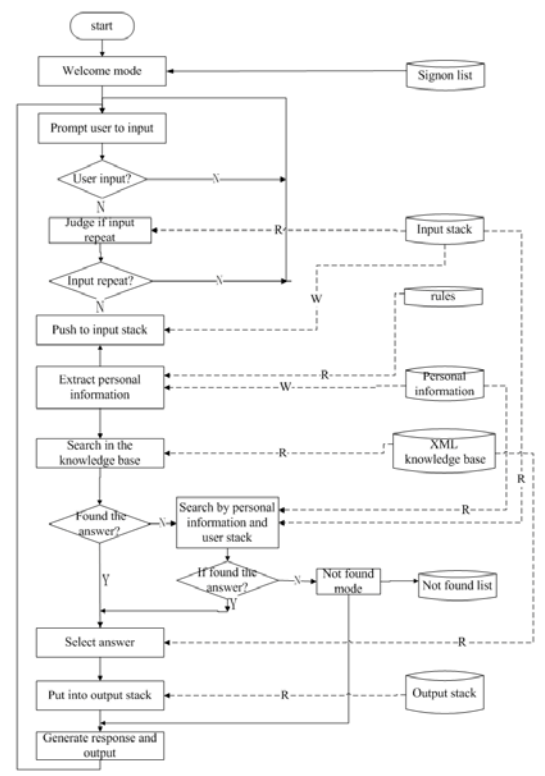 start
Welcome mode
Signon list
Prompt user to input
User input?
N
N
Judge if input
repeat
R
Input stack
Input repeat?
N
W
N
rules
Push to input stack
R
Extract personal
information
W
Personal
information
Search in the
knowledge base
R
XML
knowledge base
R
Found the
answer?
N
Search by personal
information and
user stack
R
If found the
answer?
N
Not found
mode
Not found list
Y
Y
Select answer
R
Put into output stack
R
Output stack
Generate response and
output